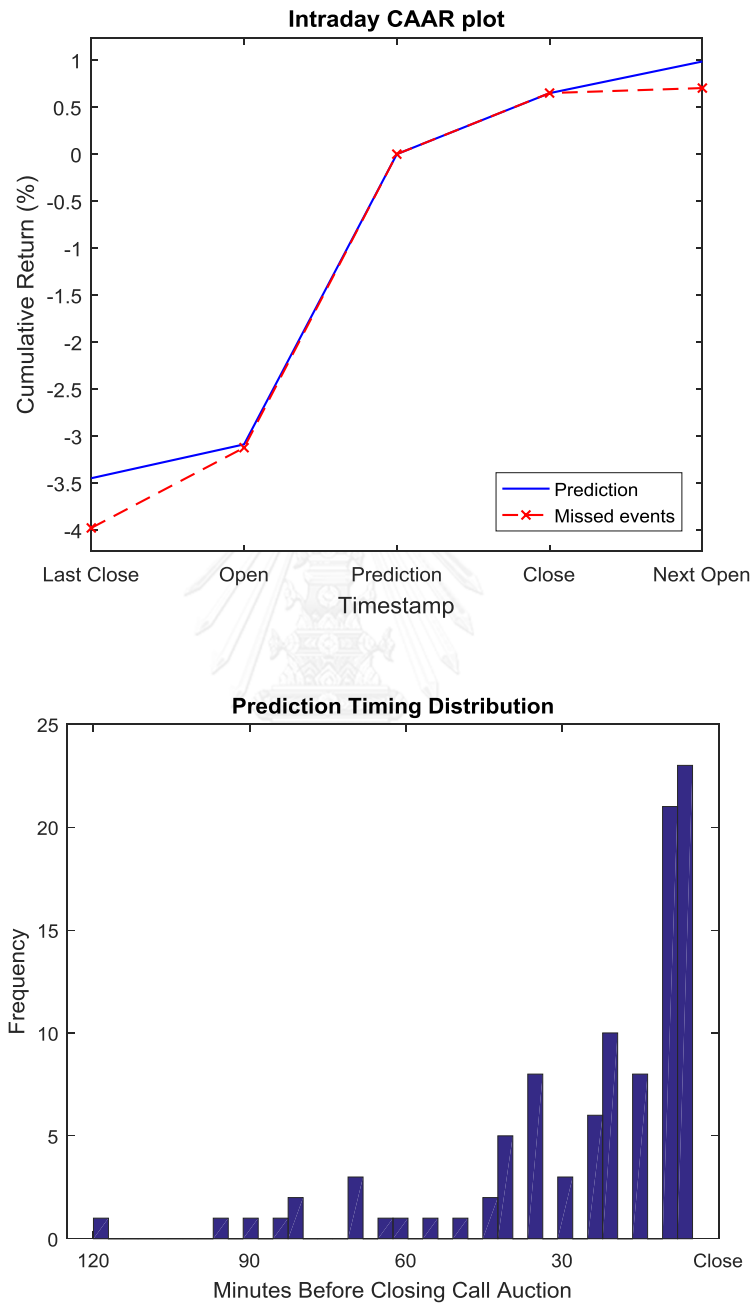 Intraday CAAR plot
1
0.5
0
-0.5
-1
-1.5
-2
-2.5
-3
-3.5
-4
Cumulative Return (%)
Prediction
Missed events
Last Close Open Prediction Close Next Open
Timestamp
Prediction Timing Distribution
25
20
15
10
5
0
Frequency
120 90 60 30 Close
Minutes Before Closing Call Auction